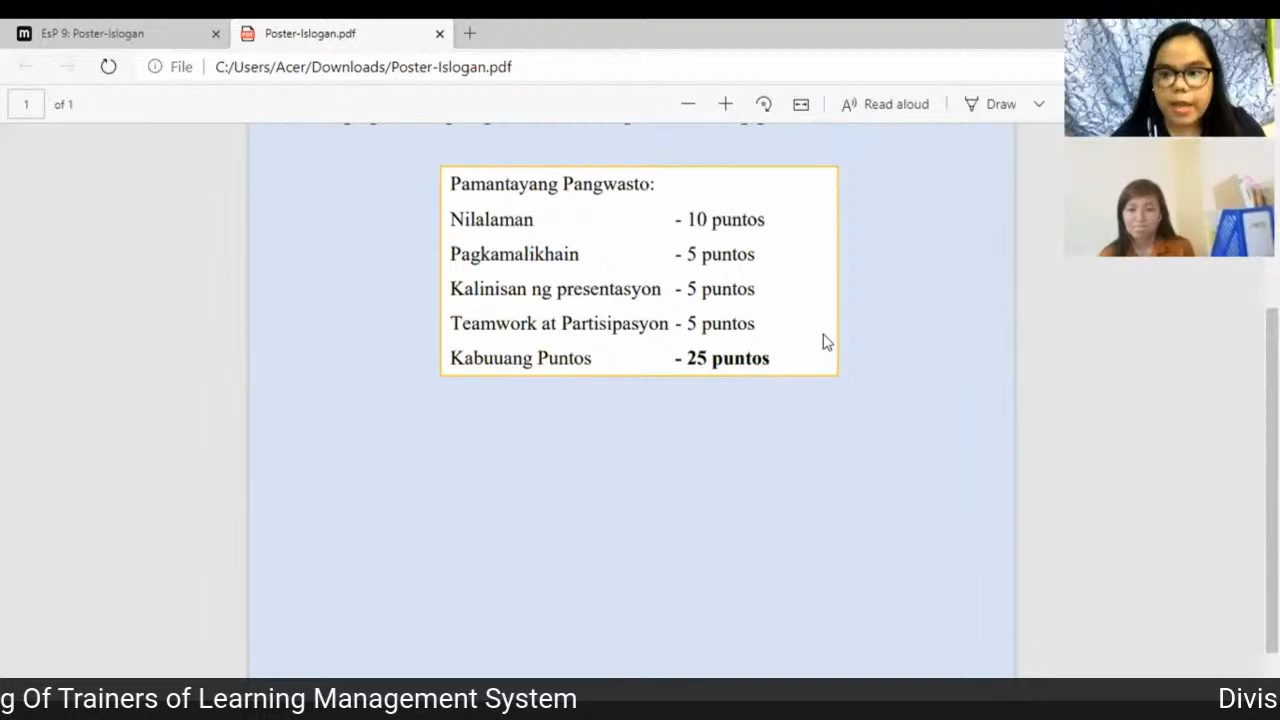 EsP 9: Poster-Islogan
Poster-Islogan.pdf
File
C:/Users/Acer/Downloads/Poster-Islogan.pdf
1 of 1
Read aloud
Draw
Pamantayang Pangwasto:
Nilalaman - 10 puntos
Pagkamalikhain - 5 puntos
Kalinisan ng presentasyon - 5 puntos
Teamwork at Partisipasyon - 5 puntos
Kabuuang Puntos - 25 puntos
g Of Trainers of Learning Management System
Divis